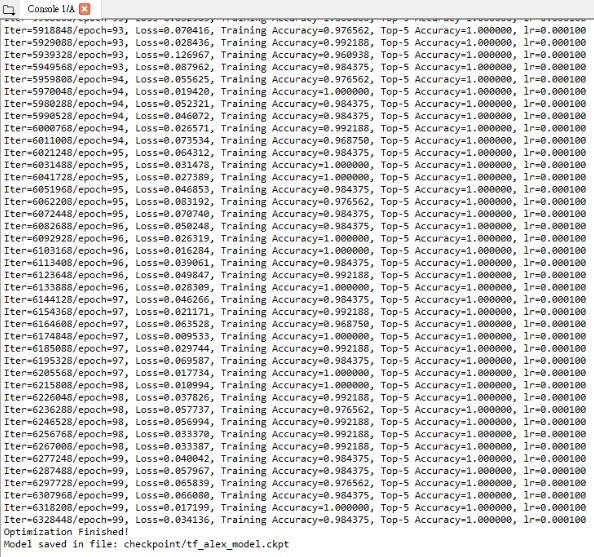 Console 1/A
Iter=5918848/epoch=93, Loss=0.070416, Training Accuracy=0.976562, Top-5 Accuracy=1.000000, lr=0.000100
Iter=5929088/epoch=93, Loss=0.028436, Training Accuracy=0.992188, Top-5 Accuracy=1.000000, lr=0.000100
Iter=5939328/epoch=93, Loss=0.126967, Training Accuracy=0.960938, Top-5 Accuracy=1.000000, lr=0.000100
Iter=5949568/epoch=93, Loss=0.087962, Training Accuracy=0.984375, Top-5 Accuracy=1.000000, lr=0.000100
Iter=5959808/epoch=94, Loss=0.055625, Training Accuracy=0.976562, Top-5 Accuracy=1.000000, lr=0.000100
Iter=5970048/epoch=94, Loss=0.019420, Training Accuracy=1.000000, Top-5 Accuracy=1.000000, lr=0.000100
Iter=5980288/epoch=94, Loss=0.052321, Training Accuracy=0.984375, Top-5 Accuracy=1.000000, lr=0.000100
Iter=5990528/epoch=94, Loss=0.046072, Training Accuracy=0.984375, Top-5 Accuracy=1.000000, lr=0.000100
Iter=6000768/epoch=94, Loss=0.026571, Training Accuracy=0.992188, Top-5 Accuracy=1.000000, lr=0.000100
Iter=6011008/epoch=94, Loss=0.073534, Training Accuracy=0.968750, Top-5 Accuracy=1.000000, lr=0.000100
Iter=6021248/epoch=95, Loss=0.064312, Training Accuracy=0.984375, Top-5 Accuracy=1.000000, lr=0.000100
Iter=6031488/epoch=95, Loss=0.031478, Training Accuracy=1.000000, Top-5 Accuracy=1.000000, lr=0.000100
Iter=6041728/epoch=95, Loss=0.027389, Training Accuracy=1.000000, Top-5 Accuracy=1.000000, lr=0.000100
Iter=6051968/epoch=95, Loss=0.046853, Training Accuracy=0.984375, Top-5 Accuracy=1.000000, lr=0.000100
Iter=6062208/epoch=95, Loss=0.083192, Training Accuracy=0.976562, Top-5 Accuracy=1.000000, lr=0.000100
Iter=6072448/epoch=95, Loss=0.070740, Training Accuracy=0.984375, Top-5 Accuracy=1.000000, lr=0.000100
Iter=6082688/epoch=96, Loss=0.050248, Training Accuracy=0.984375, Top-5 Accuracy=1.000000, lr=0.000100
Iter=6092928/epoch=96, Loss=0.026319, Training Accuracy=1.000000, Top-5 Accuracy=1.000000, lr=0.000100
Iter=6103168/epoch=96, Loss=0.016284, Training Accuracy=1.000000, Top-5 Accuracy=1.000000, lr=0.000100
Iter=6113408/epoch=96, Loss=0.039061, Training Accuracy=0.984375, Top-5 Accuracy=1.000000, lr=0.000100
Iter=6123648/epoch=96, Loss=0.049847, Training Accuracy=0.992188, Top-5 Accuracy=1.000000, lr=0.000100
Iter=6133888/epoch=96, Loss=0.028309, Training Accuracy=1.000000, Top-5 Accuracy=1.000000, lr=0.000100
Iter=6144128/epoch=97, Loss=0.046266, Training Accuracy=0.984375, Top-5 Accuracy=1.000000, lr=0.000100
Iter=6154368/epoch=97, Loss=0.021171, Training Accuracy=0.992188, Top-5 Accuracy=1.000000, lr=0.000100
Iter=6164608/epoch=97, Loss=0.063528, Training Accuracy=0.968750, Top-5 Accuracy=1.000000, lr=0.000100
Iter=6174848/epoch=97, Loss=0.009533, Training Accuracy=1.000000, Top-5 Accuracy=1.000000, lr=0.000100
Iter=6185088/epoch=97, Loss=0.029744, Training Accuracy=0.992188, Top-5 Accuracy=1.000000, lr=0.000100
Iter=6195328/epoch=97, Loss=0.069587, Training Accuracy=0.984375, Top-5 Accuracy=1.000000, lr=0.000100
Iter=6205568/epoch=97, Loss=0.017734, Training Accuracy=1.000000, Top-5 Accuracy=1.000000, lr=0.000100
Iter=6215808/epoch=98, Loss=0.010994, Training Accuracy=1.000000, Top-5 Accuracy=1.000000, lr=0.000100
Iter=6226048/epoch=98, Loss=0.037826, Training Accuracy=0.992188, Top-5 Accuracy=1.000000, lr=0.000100
Iter=6236288/epoch=98, Loss=0.057737, Training Accuracy=0.976562, Top-5 Accuracy=1.000000, lr=0.000100
Iter=6246528/epoch=98, Loss=0.056994, Training Accuracy=0.992188, Top-5 Accuracy=1.000000, lr=0.000100
Iter=6256768/epoch=98, Loss=0.033370, Training Accuracy=0.992188, Top-5 Accuracy=1.000000, lr=0.000100
Iter=6267008/epoch=98, Loss=0.033387, Training Accuracy=0.992188, Top-5 Accuracy=1.000000, lr=0.000100
Iter=6277248/epoch=99, Loss=0.040042, Training Accuracy=0.984375, Top-5 Accuracy=1.000000, lr=0.000100
Iter=6287488/epoch=99, Loss=0.057967, Training Accuracy=0.984375, Top-5 Accuracy=1.000000, lr=0.000100
Iter=6297728/epoch=99, Loss=0.065839, Training Accuracy=0.976562, Top-5 Accuracy=1.000000, lr=0.000100
Iter=6307968/epoch=99, Loss=0.066080, Training Accuracy=0.984375, Top-5 Accuracy=1.000000, lr=0.000100
Iter=6318208/epoch=99, Loss=0.017199, Training Accuracy=1.000000, Top-5 Accuracy=1.000000, lr=0.000100
Iter=6328448/epoch=99, Loss=0.034136, Training Accuracy=0.984375, Top-5 Accuracy=1.000000, lr=0.000100
Optimization Finished!
Model saved in file: checkpoint/tf_alex_model.ckpt